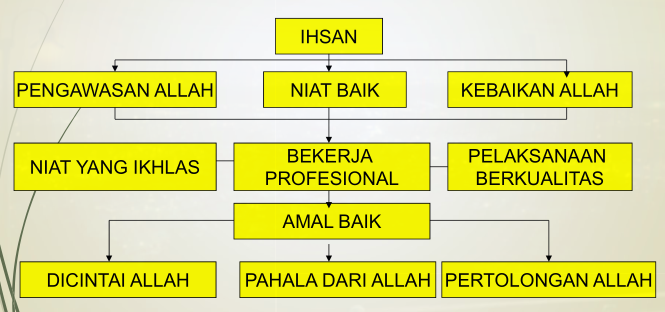 IHSAN
PENGAWASAN ALLAH
NIAT BAIK
KEBAIKAN ALLAH
NIAT YANG IKHLAS
BEKERJA
PROFESIONAL
PELAKSANAAN
BERKUALITAS
AMAL BAIK
DICINTAI ALLAH
PAHALA DARI ALLAH
PERTOLONGAN ALLAH